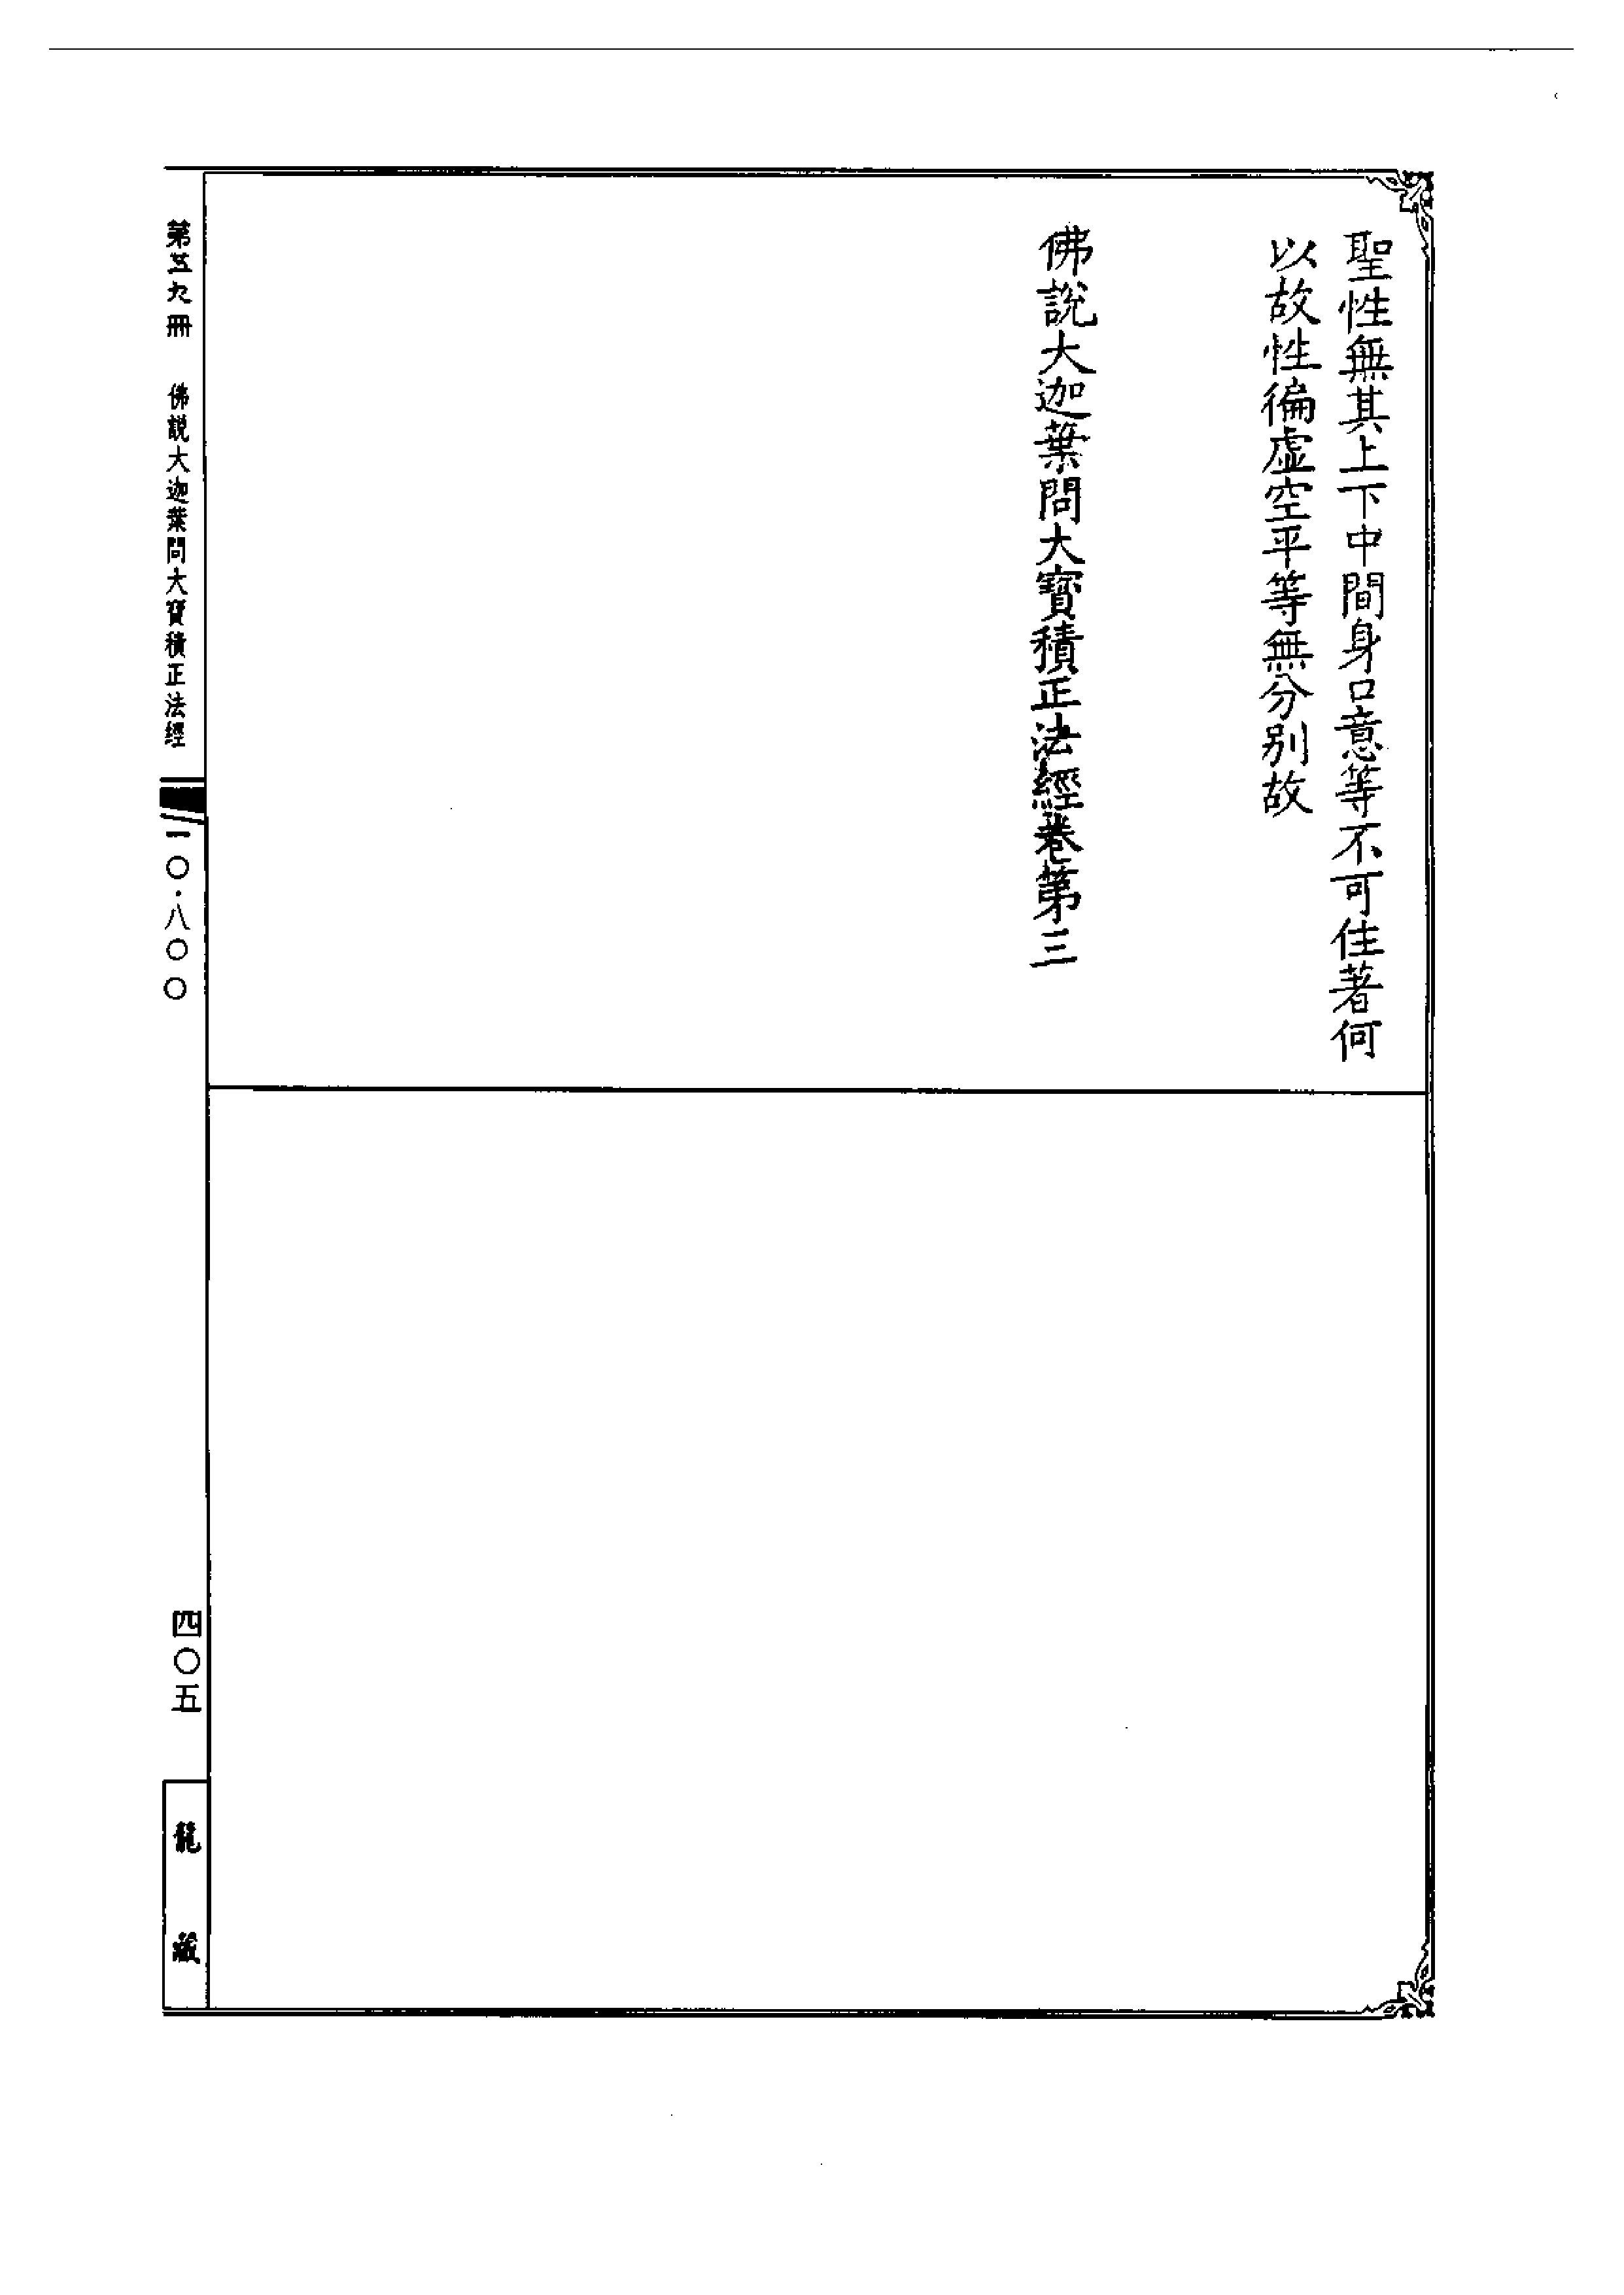 聖性無其上下中間身口意等不可住著何
以故性徧虛空平等無分别故
佛說大迦葉問大寶積正法經卷第三
第五九冊　佛說大迦葉問大寶積正法經
一〇·八〇〇
四〇五
龍藏